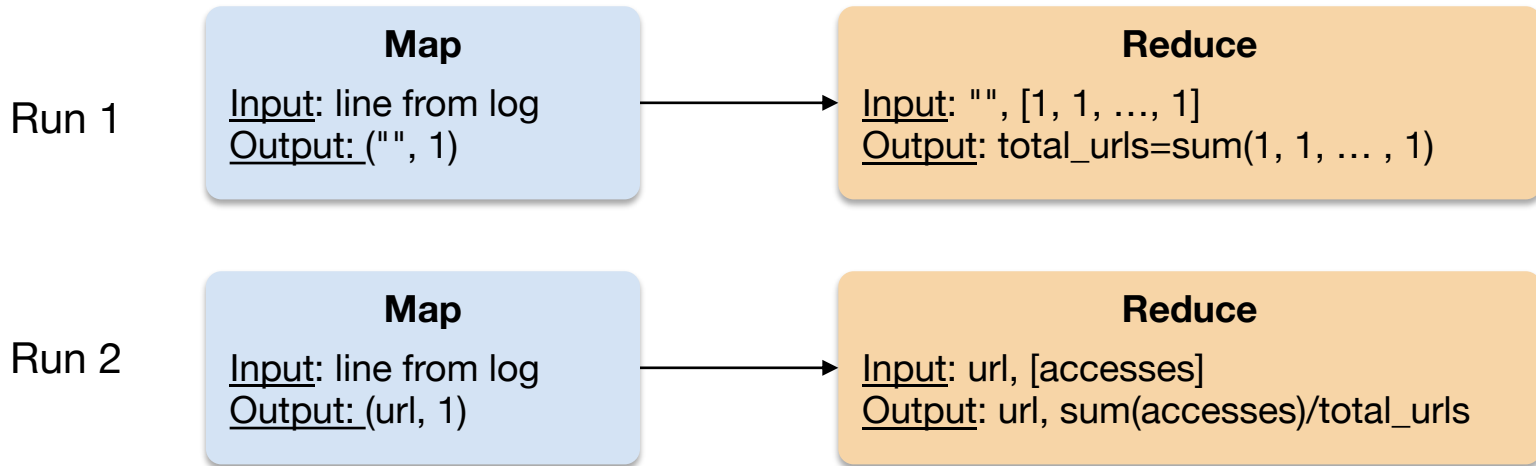 Run 1
Map
Input: line from log
Output: ("", 1)
Reduce
Input: "", [1, 1, …, 1]
Output: total_urls=sum(1, 1, … , 1)
Run 2
Map
Input: line from log
Output: (url, 1)
Reduce
Input: url, [accesses]
Output: url, sum(accesses)/total_urls